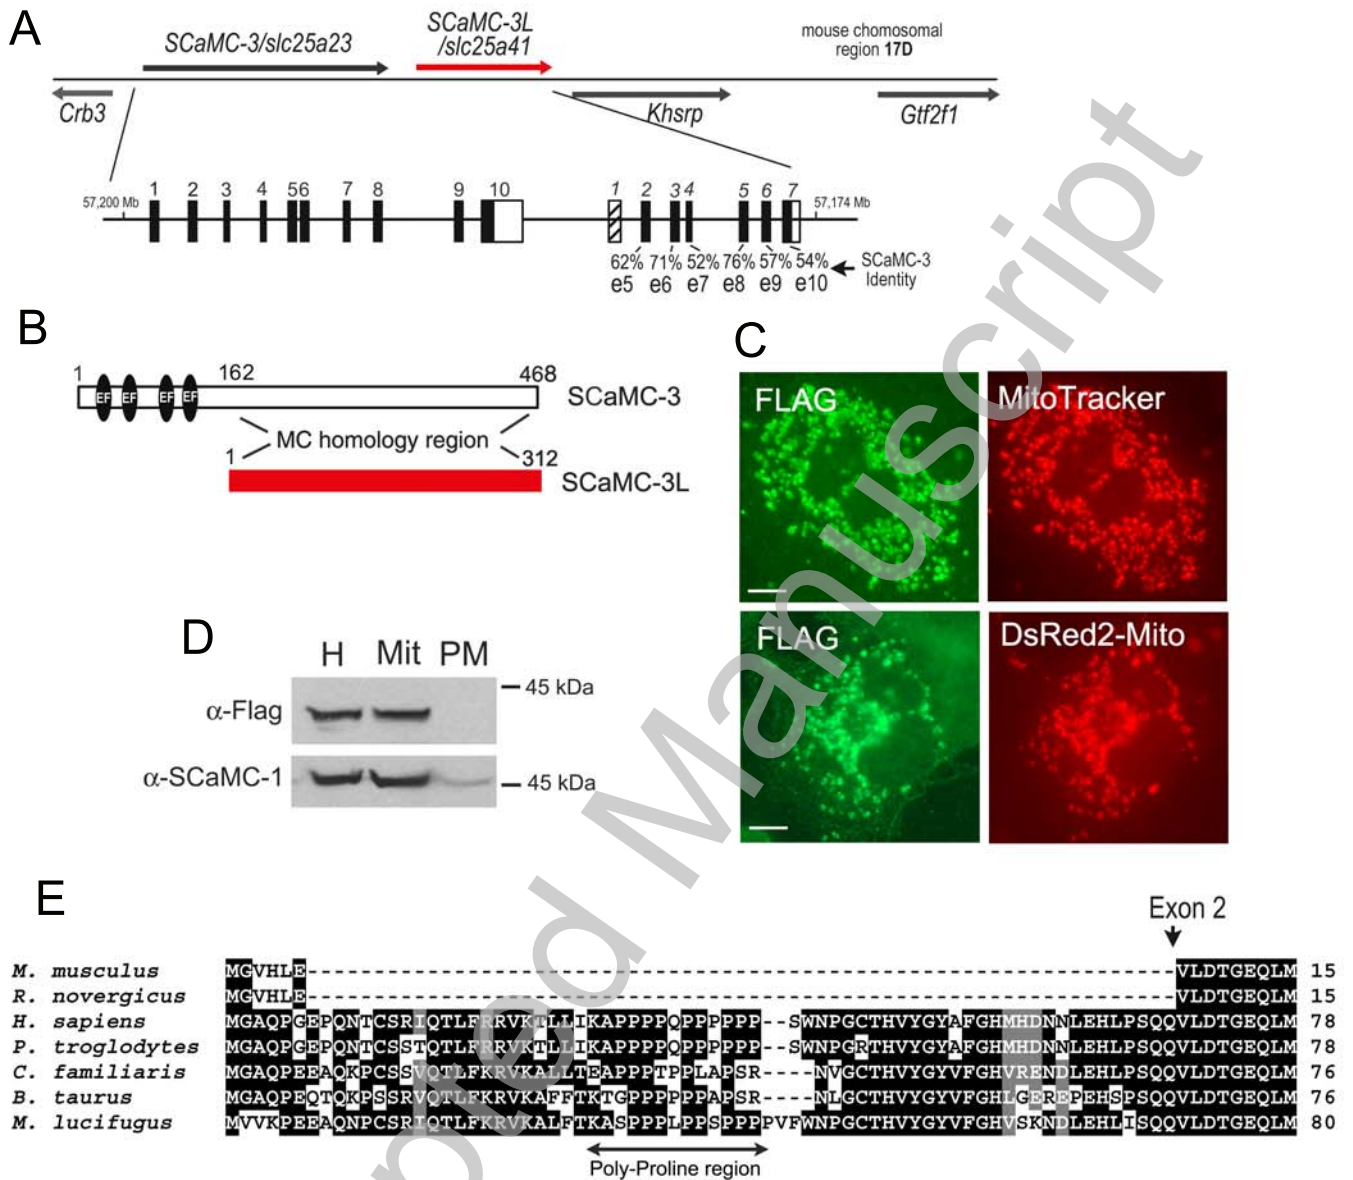 A
SCaMC-3/slc25a23
SCaMC-3L
/slc25a41
mouse chromosomal
region 17D
Crb3
Khsrp
Gtf2f1
57,200 Mb
1 2 3 4 5 6 7 8 9 10 1 2 3 4 5 6 7
57,174 Mb
62% 71% 52% 76% 57% 54%
e5 e6 e7 e8 e9 e10
SCaMC-3
Identity
B
1 162 468
EF EF EF EF
SCaMC-3
MC homology region
1 312
SCaMC-3L
C
FLAG
MitoTracker
FLAG
DsRed2-Mito
D
H Mit PM
α-Flag
45 kDa
α-SCaMC-1
45 kDa
E
Exon 2
M. musculus MGVHLE-----------------------------------------------------------------VLDTGEQLM 15
R. novergicus MGVHLE-----------------------------------------------------------------VLDTGEQLM 15
H. sapiens MGAQPGEPQNTCSRIQTLFRRVKTLLIKAPPPPQPPPPPP--SWNPGCTHVYGYAFGHMHDNNLEHLPSQQVLDTGEQLM 78
P. troglodytes MGAQPGEPQNTCSSTQTLFRRVKTLLIKAPPPPQPPPPPP--SWNPGRTHVYGYAFGHMHDNNLEHLPSQQVLDTGEQLM 78
C. familiaris MGAQPEEAQKPCSSVQTLFKRVKALLTEAPPPTPPLAPSR----NVGCTHVYGYVFGHVRENDLEHLPSQQVLDTGEQLM 76
B. taurus MGAQPEQTQKPSSRVQTLFKRVKAFFTKTGPPPPPPAPSR----NLGCTHVYGYVFGHLGEREPEHSPSQQVLDTGEQLM 76
M. lucifugus MVVKPEEAQNPCSRIQTLFKRVKALFTKASPPPLPPSPPPPVFWNPGCTHVYGYVFGHVSKNDLEHLISQQVLDTGEQLM 80
Poly-Proline region
pted Manuscript